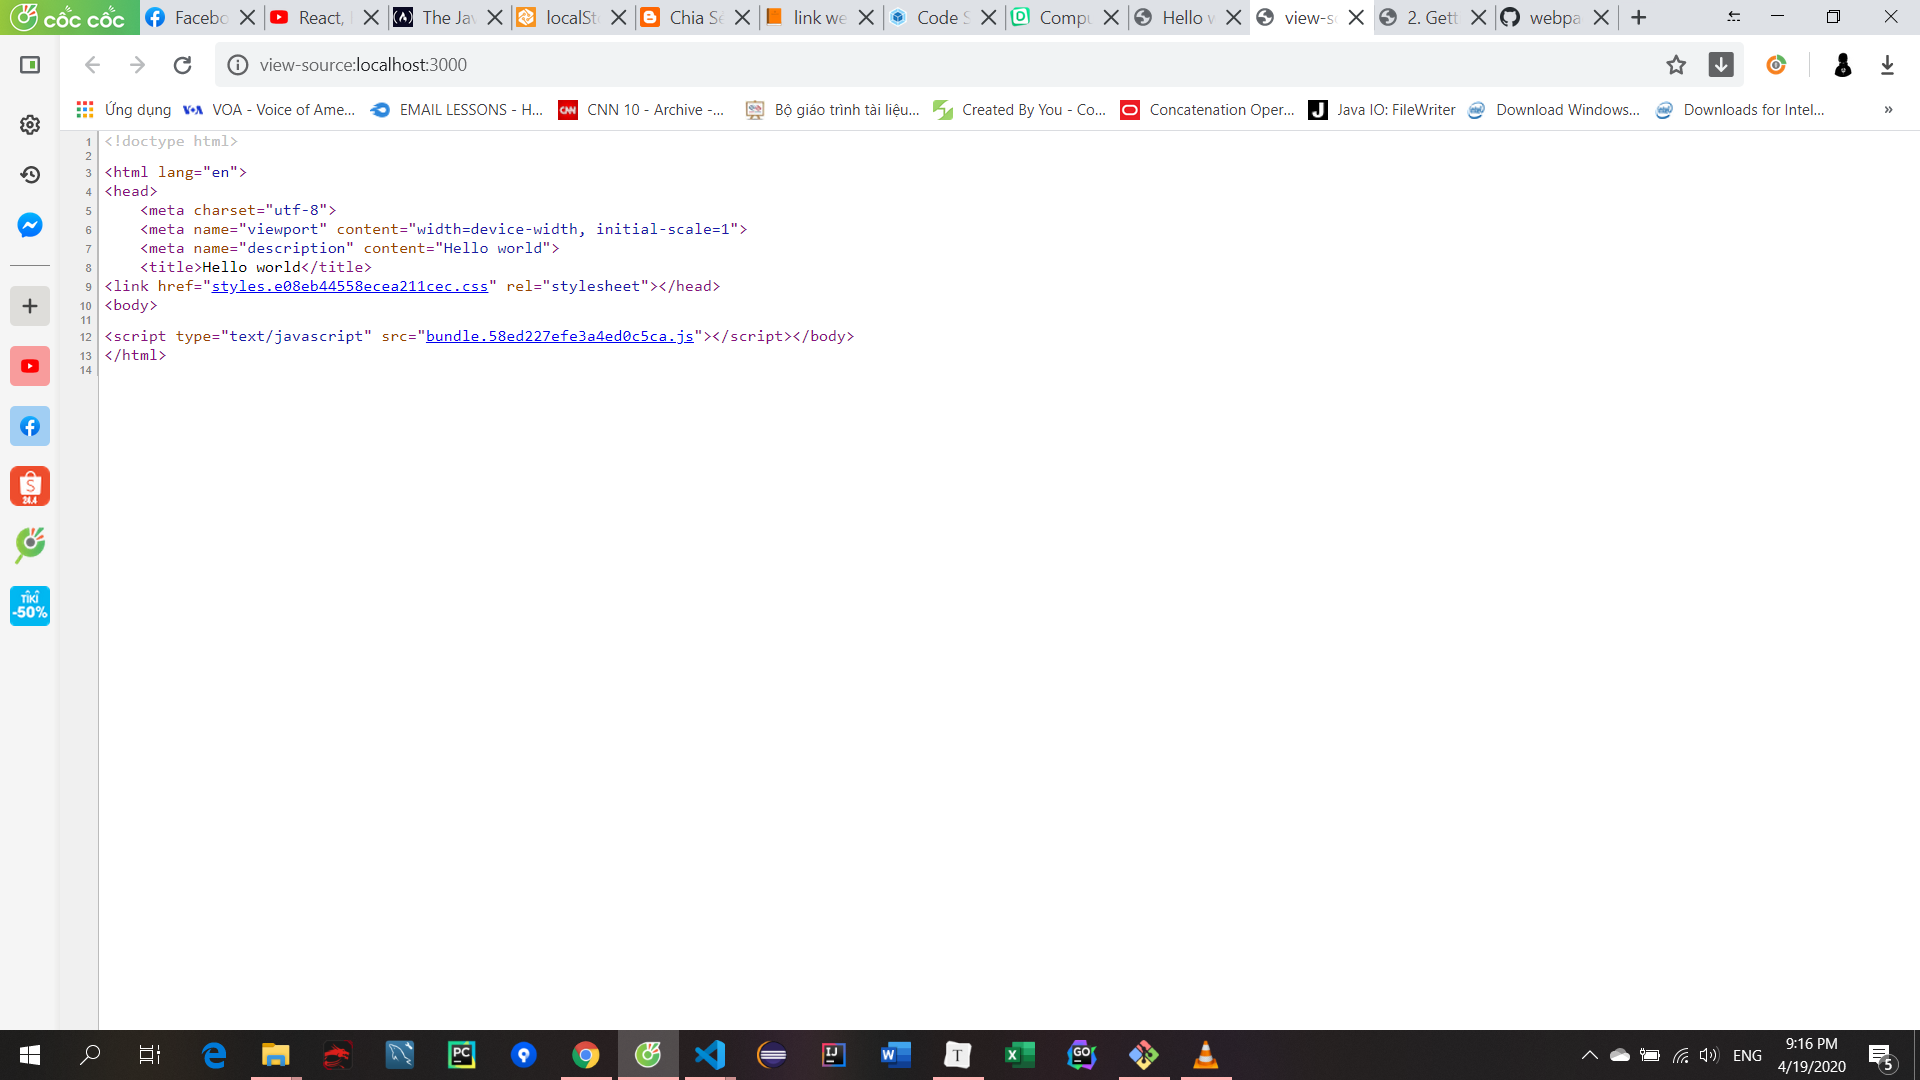 cốc cốc
Facebo
React,
The Jav
localSt
Chia Sẻ
link we
Code S
Compu
Hello w
view-so
2. Gett
webpa
view-source:localhost:3000
Ứng dụng
VOA - Voice of Ame...
EMAIL LESSONS - H...
CNN 10 - Archive -...
Bộ giáo trình tài liệu...
Created By You - Co...
Concatenation Oper...
Java IO: FileWriter
Download Windows...
Downloads for Intel...
»
1 <!doctype html>
2
3 <html lang="en">
4 <head>
5 <meta charset="utf-8">
6 <meta name="viewport" content="width=device-width, initial-scale=1">
7 <meta name="description" content="Hello world">
8 <title>Hello world</title>
9 <link href="styles.e08eb44558ecea211cec.css" rel="stylesheet"></head>
10 <body>
11
12 <script type="text/javascript" src="bundle.58ed227efe3a4ed0c5ca.js"></script></body>
13 </html>
14
24.4
TIKI
-50%
ENG
9:16 PM
4/19/2020
5